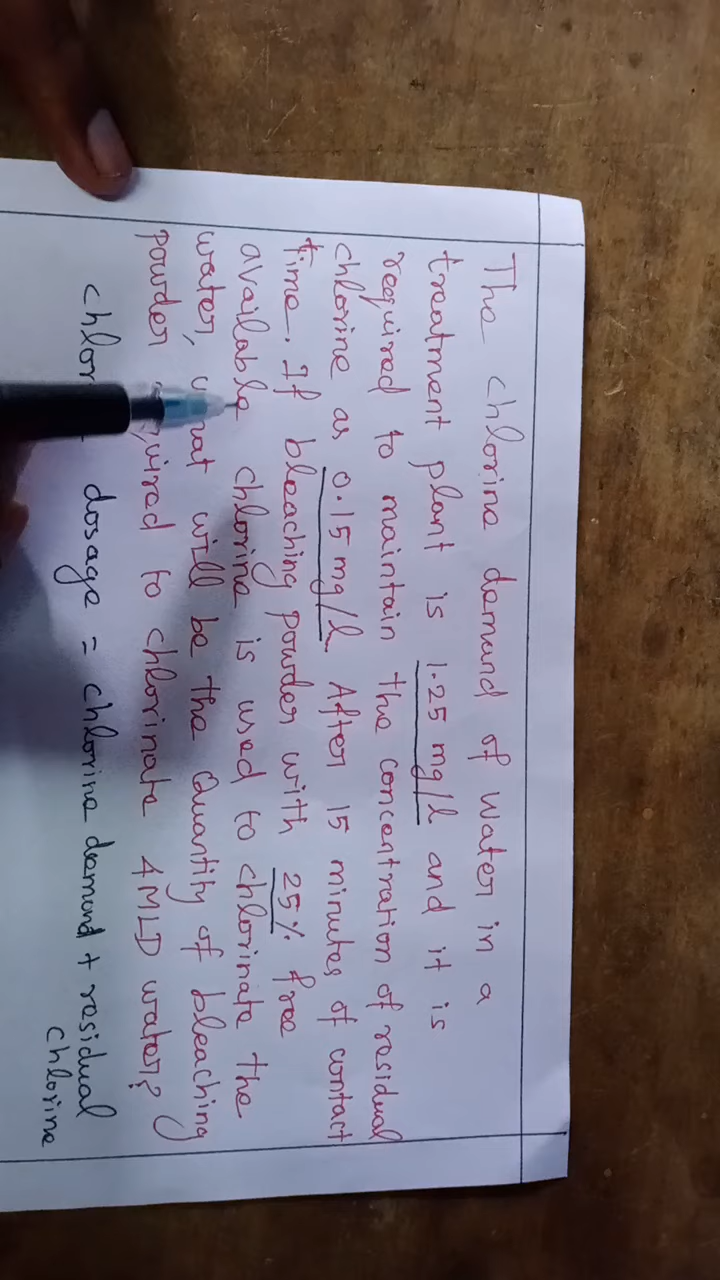 The chlorine demand of water in a
treatment plant is 1.25 mg/l and it is
required to maintain the concentration of residual
chlorine as 0.15 mg/l After 15 minutes of contact
time. If bleaching powder with 25% free
available chlorine is used to chlorinate the
water, what will be the Quantity of bleaching
powder required to chlorinate 4MLD water?
dosage = chlorine demand + residual
chlorine